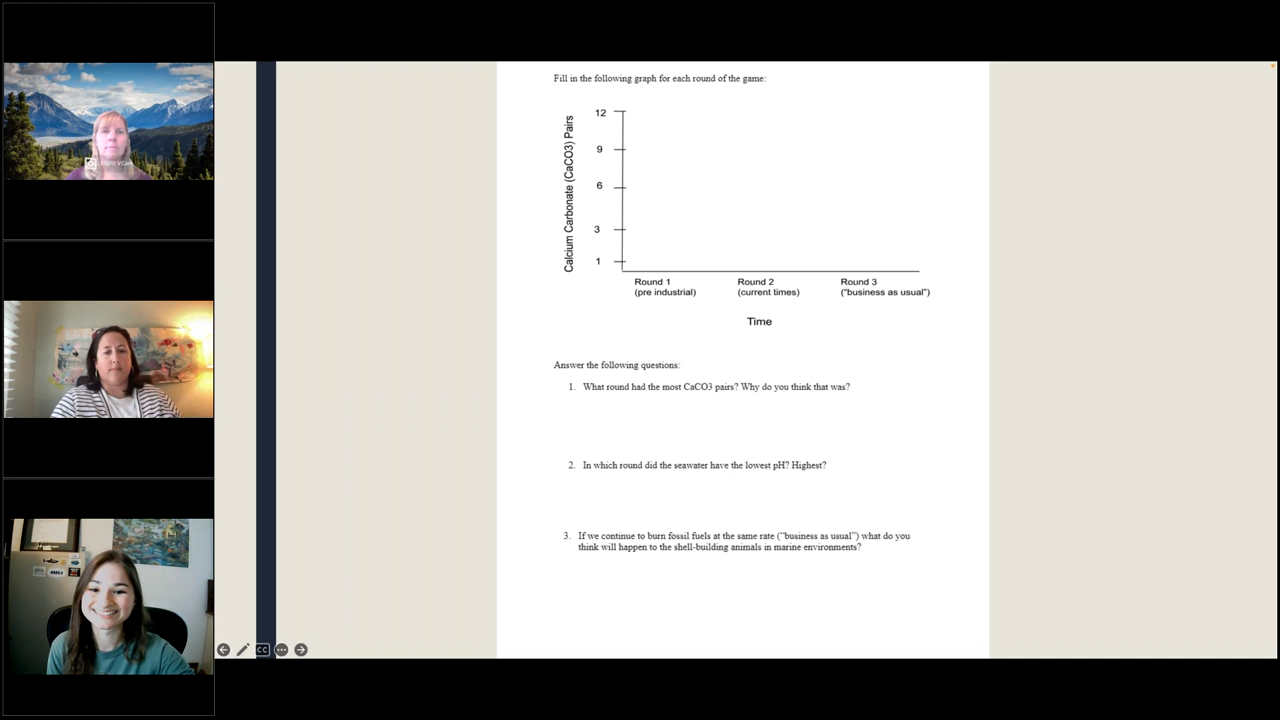 Fill in the following graph for each round of the game:
Calcium Carbonate (CaCO3) Pairs
12
9
6
3
1
Round 1
(pre industrial)
Round 2
(current times)
Round 3
("business as usual")
Time
Answer the following questions:
1. What round had the most CaCO3 pairs? Why do you think that was?
2. In which round did the seawater have the lowest pH? Highest?
3. If we continue to burn fossil fuels at the same rate ("business as usual") what do you
think will happen to the shell-building animals in marine environments?
CC